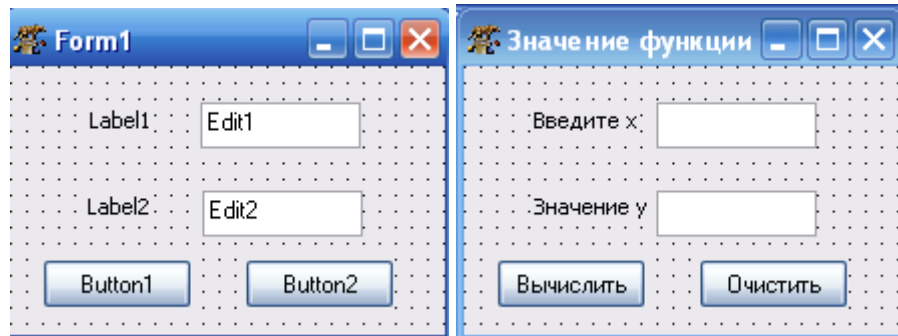 Form1
Label1 Edit1
Label2 Edit2
Button1 Button2
Значение функции
Введите x
Значение y
Вычислить Очистить